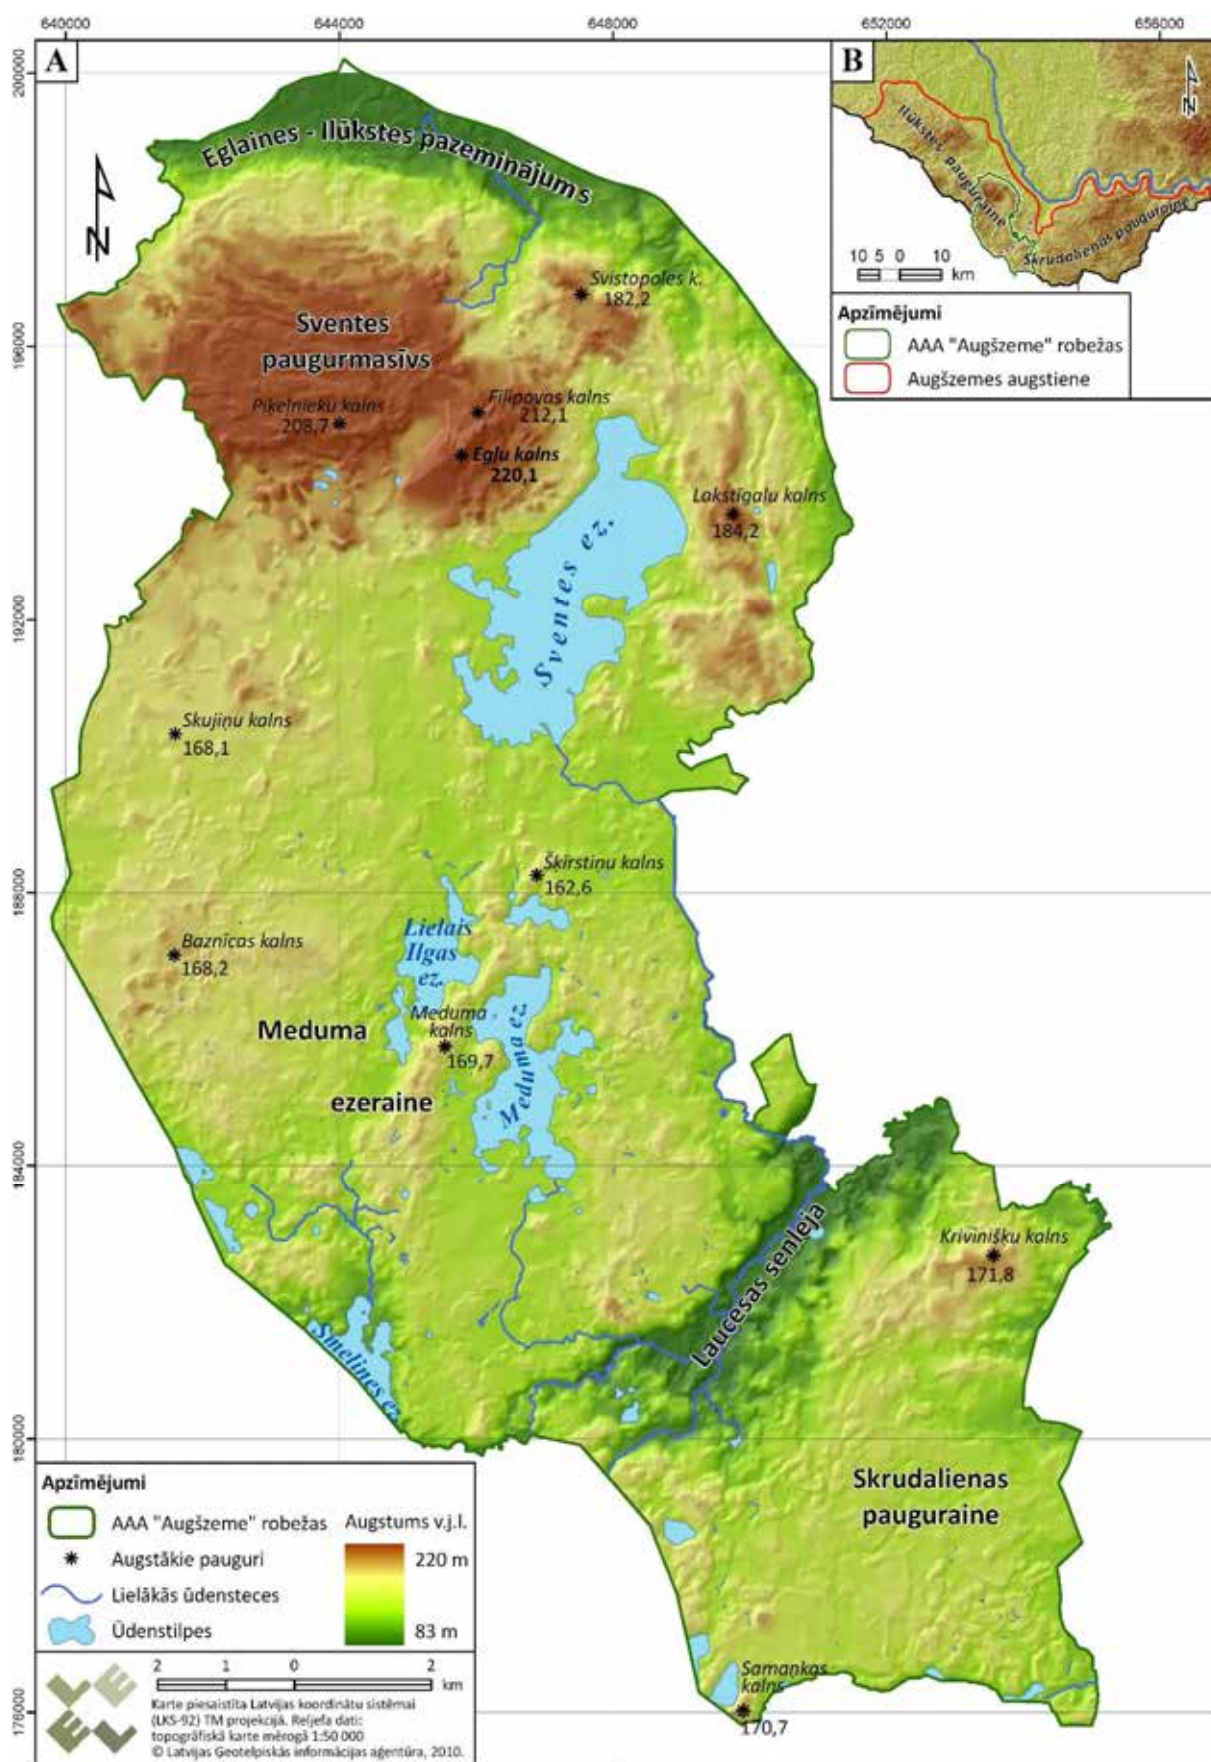 640000
644000
648000
652000
656000
A
B
200000
196000
192000
188000
184000
180000
176000
Eglaines - Ilūkstes pazeminājums
N
Svistopoles k.
182,2
Sventes
paugurmasīvs
Pikelnieku kalns
208,7
Filipovas kalns
212,1
Egļu kalns
220,1
Lakstīgalu kalns
184,2
Sventes ez.
Skujiņu kalns
168,1
Šķirstiņu kalns
162,6
Lielais
Ilgas
ez.
Baznīcas kalns
168,2
Meduma
kalns
169,7
Meduma ez.
Meduma
ezeraine
Laucesas senleja
Krivinišķu kalns
171,8
Smelines ez.
Skrudalienas
pauguraine
Samaņkas
kalns
170,7
Ilūkstes pauguraine
Skrudalienas pauguraine
N
10 5 0 10
km
Apzīmējumi
AAA "Augšzeme" robežas
Augšzemes augstiene
Apzīmējumi
AAA "Augšzeme" robežas
Augstākie pauguri
Lielākās ūdensteces
Ūdenstilpes
Augstums v.j.l.
220 m
83 m
2 1 0 2
km
Karte piesaistīta Latvijas koordinātu sistēmai
(LKS-92) TM projekcijā. Reljefa dati:
topogrāfiskā karte mērogā 1:50 000
© Latvijas Ģeotelpiskās informācijas aģentūra, 2010.